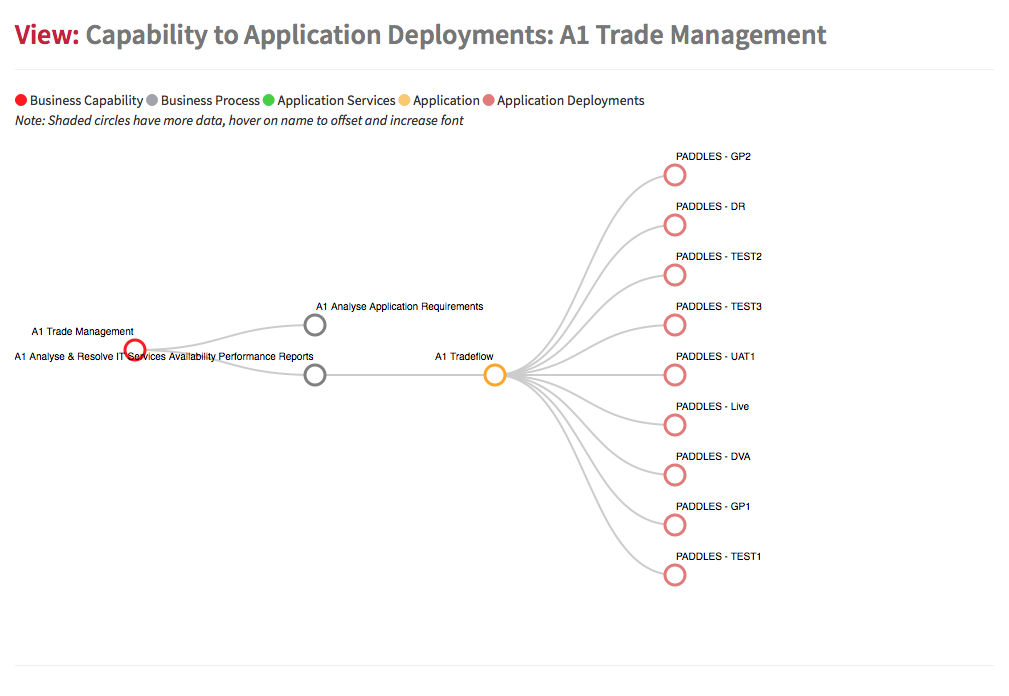 View: Capability to Application Deployments: A1 Trade Management
Business Capability Business Process Application Services Application Application Deployments
Note: Shaded circles have more data, hover on name to offset and increase font
PADDLES - GP2
PADDLES - DR
PADDLES - TEST2
A1 Analyse Application Requirements
PADDLES - TEST3
A1 Trade Management
A1 Analyse & Resolve IT Services Availability Performance Reports
A1 Tradeflow
PADDLES - UAT1
PADDLES - Live
PADDLES - DVA
PADDLES - GP1
PADDLES - TEST1